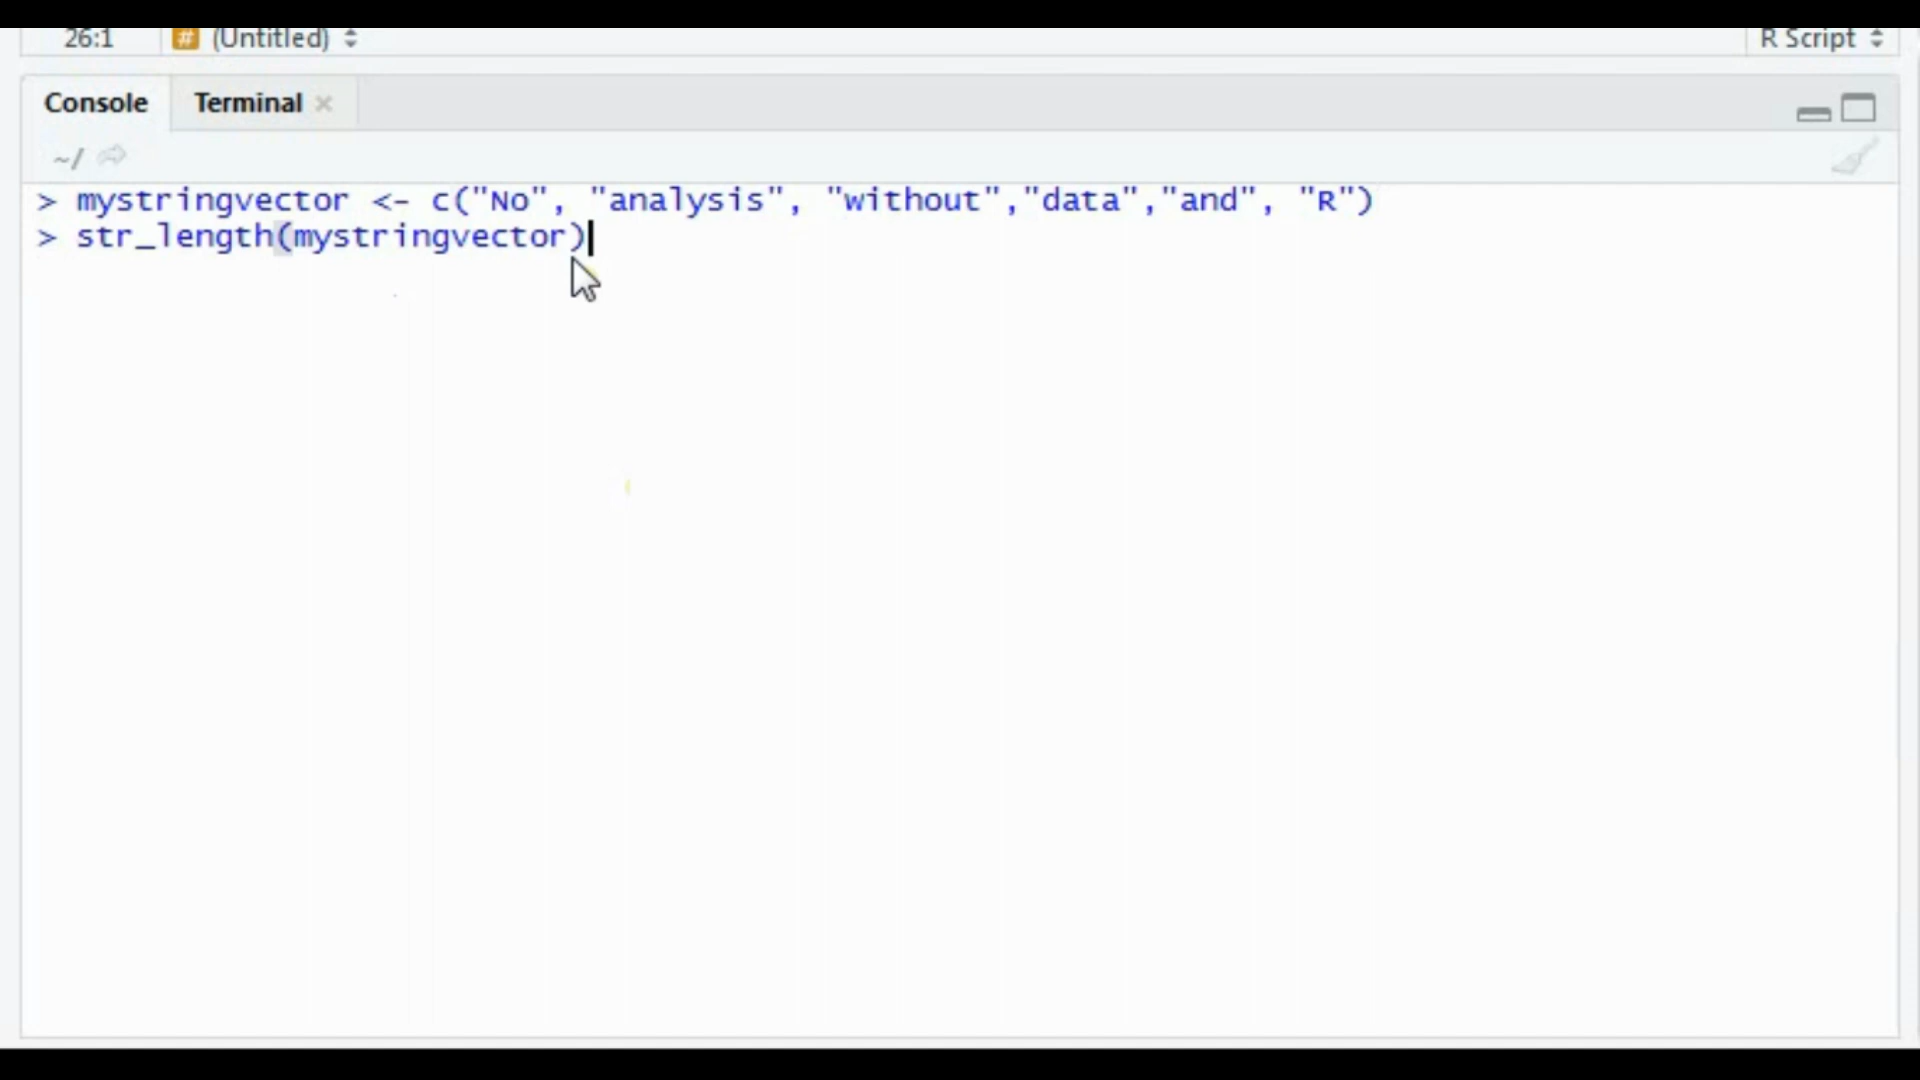 26:1 # (Untitled) R Script
Console Terminal
~/
> mystringvector <- c("No", "analysis", "without","data","and", "R")
> str_length(mystringvector)